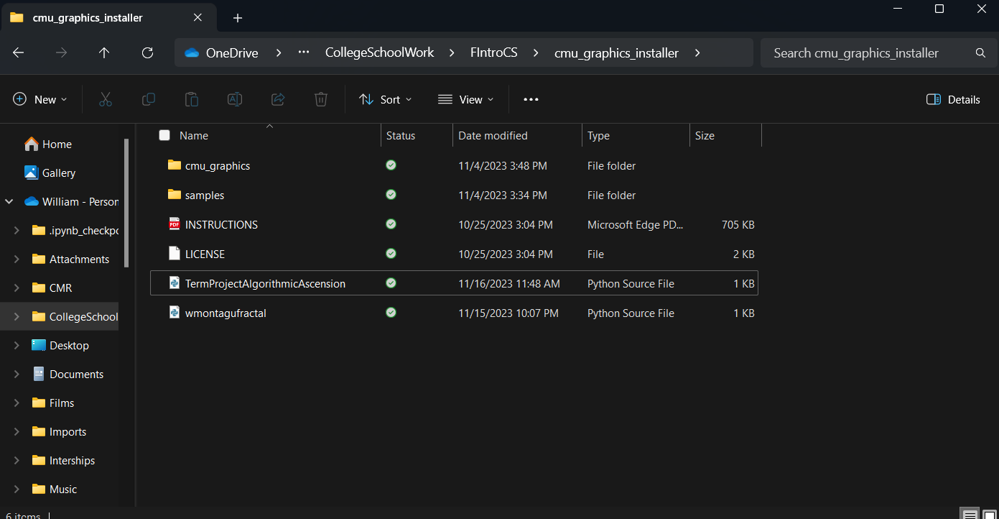 cmu_graphics_installer
OneDrive > ... CollegeSchoolWork > FIntroCS > cmu_graphics_installer >
Search cmu_graphics_installer
New
Sort
View
Details
Name Status Date modified Type Size
cmu_graphics 11/4/2023 3:48 PM File folder
samples 11/4/2023 3:34 PM File folder
PDF INSTRUCTIONS 10/25/2023 3:04 PM Microsoft Edge PD... 705 KB
LICENSE 10/25/2023 3:04 PM File 2 KB
TermProjectAlgorithmicAscension 11/16/2023 11:48 AM Python Source File 1 KB
wmontagufractal 11/15/2023 10:07 PM Python Source File 1 KB
Home
Gallery
William - Person
.ipynb_checkpo
Attachments
CMR
CollegeSchool
Desktop
Documents
Films
Imports
Interships
Music
6 items